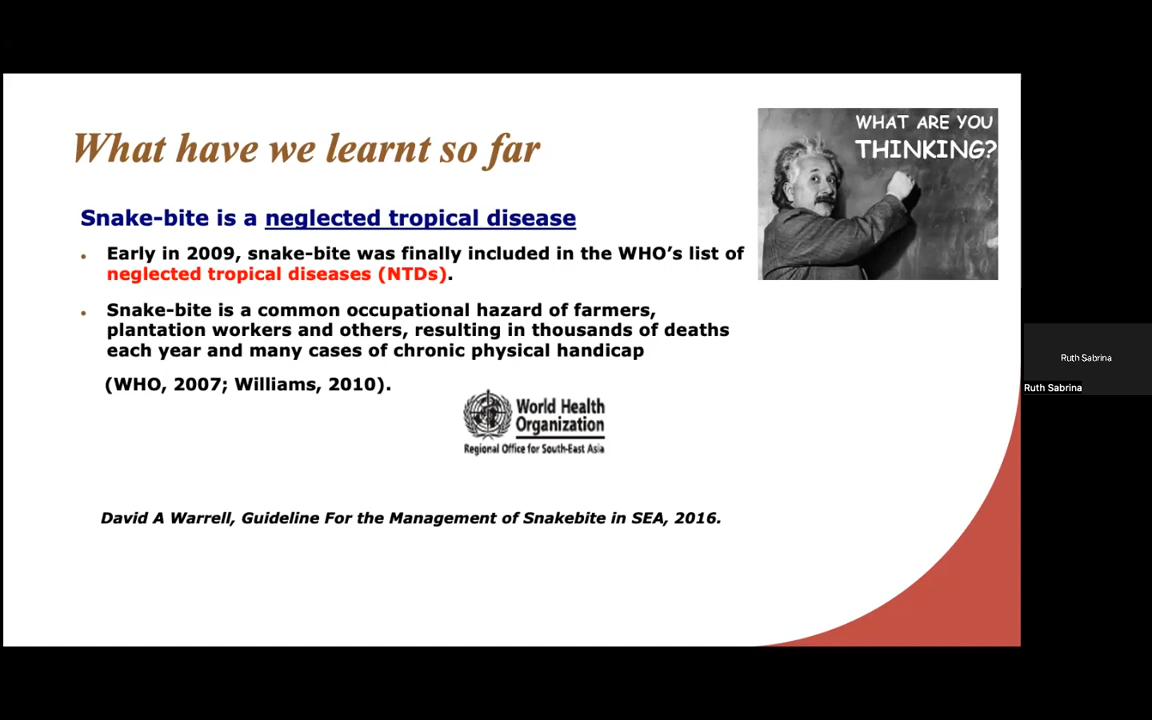 What have we learnt so far
WHAT ARE YOU
THINKING?
Snake-bite is a neglected tropical disease
Early in 2009, snake-bite was finally included in the WHO’s list of
neglected tropical diseases (NTDs).
Snake-bite is a common occupational hazard of farmers,
plantation workers and others, resulting in thousands of deaths
each year and many cases of chronic physical handicap
(WHO, 2007; Williams, 2010).
World Health
Organization
Regional Office for South-East Asia
David A Warrell, Guideline For the Management of Snakebite in SEA, 2016.
Ruth Sabrina
Ruth Sabrina